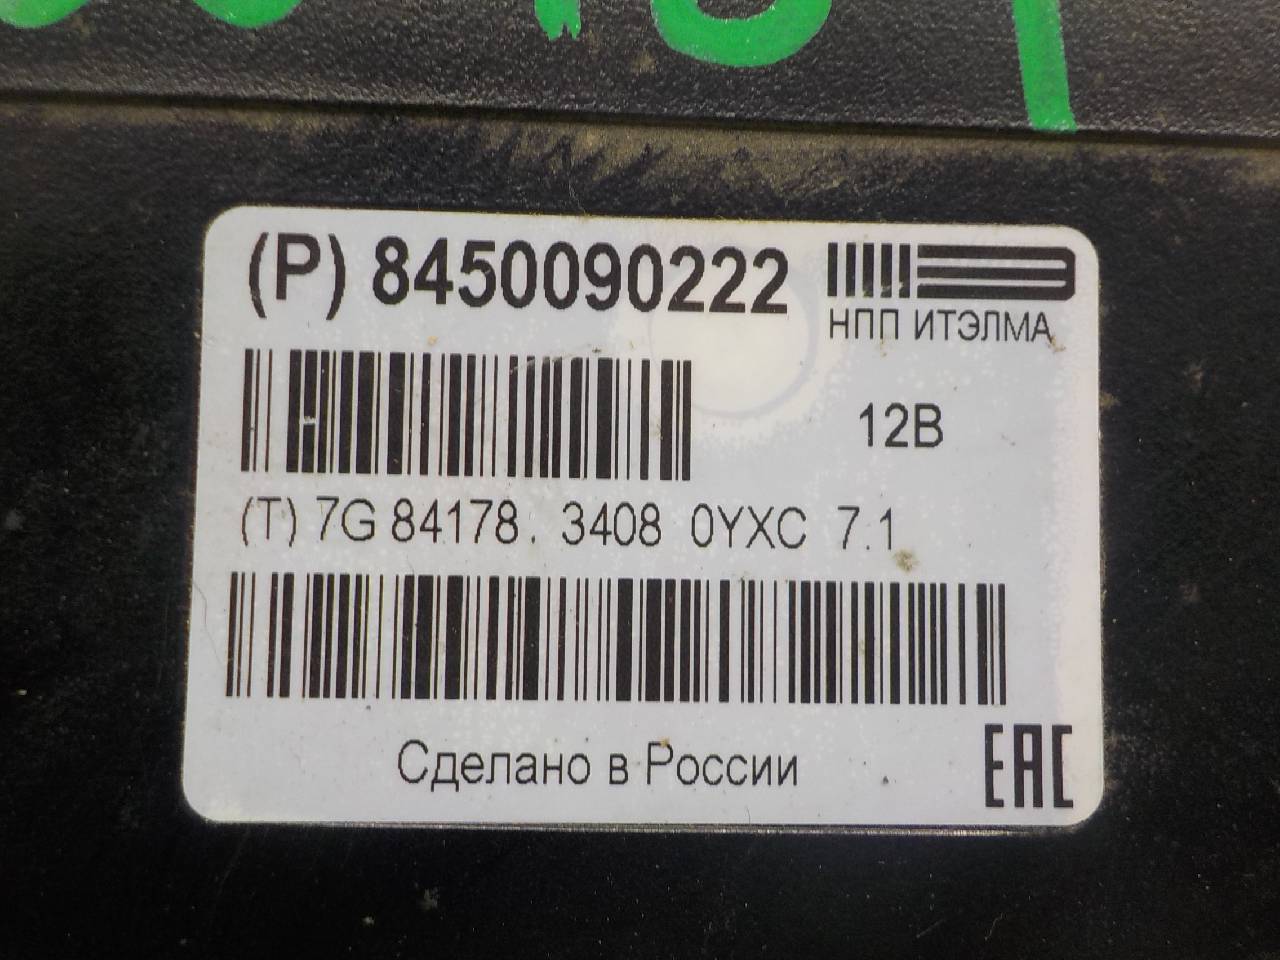 (P) 8450090222
НПП ИТЭЛМА
12В
(T) 7G 84178. 3408 0YXC 7.1
Сделано в России
EAC